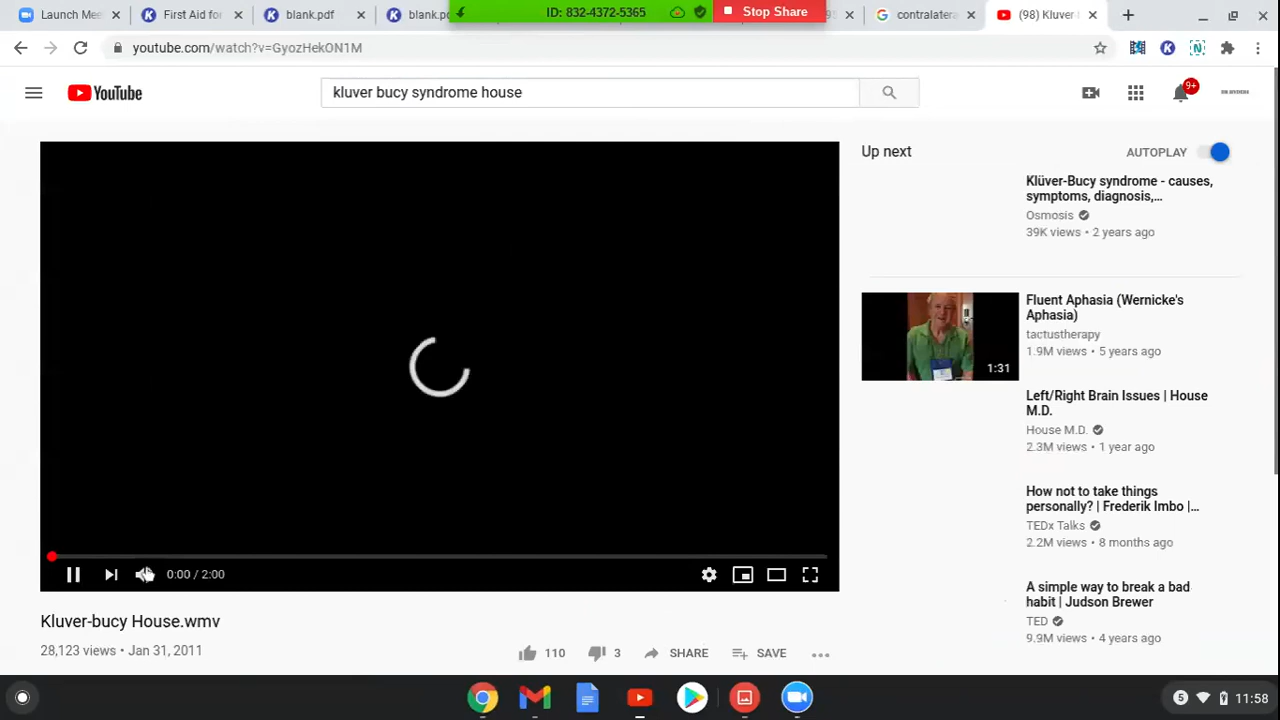 Launch Mee
First Aid for
blank.pdf
ID: 832-4372-5365
Stop Share
contralatera
(98) Kluver
youtube.com/watch?v=GyozHekON1M
YouTube
kluver bucy syndrome house
9+
Up next
AUTOPLAY
Klüver-Bucy syndrome - causes,
symptoms, diagnosis,...
Osmosis
39K views • 2 years ago
Fluent Aphasia (Wernicke's
Aphasia)
tactustherapy
1.9M views • 5 years ago
1:31
Left/Right Brain Issues | House
M.D.
House M.D.
2.3M views • 1 year ago
How not to take things
personally? | Frederik Imbo |...
TEDx Talks
2.2M views • 8 months ago
A simple way to break a bad
habit | Judson Brewer
TED
9.9M views • 4 years ago
0:00 / 2:00
Kluver-bucy House.wmv
28,123 views • Jan 31, 2011
110
3
SHARE
SAVE
5
11:58